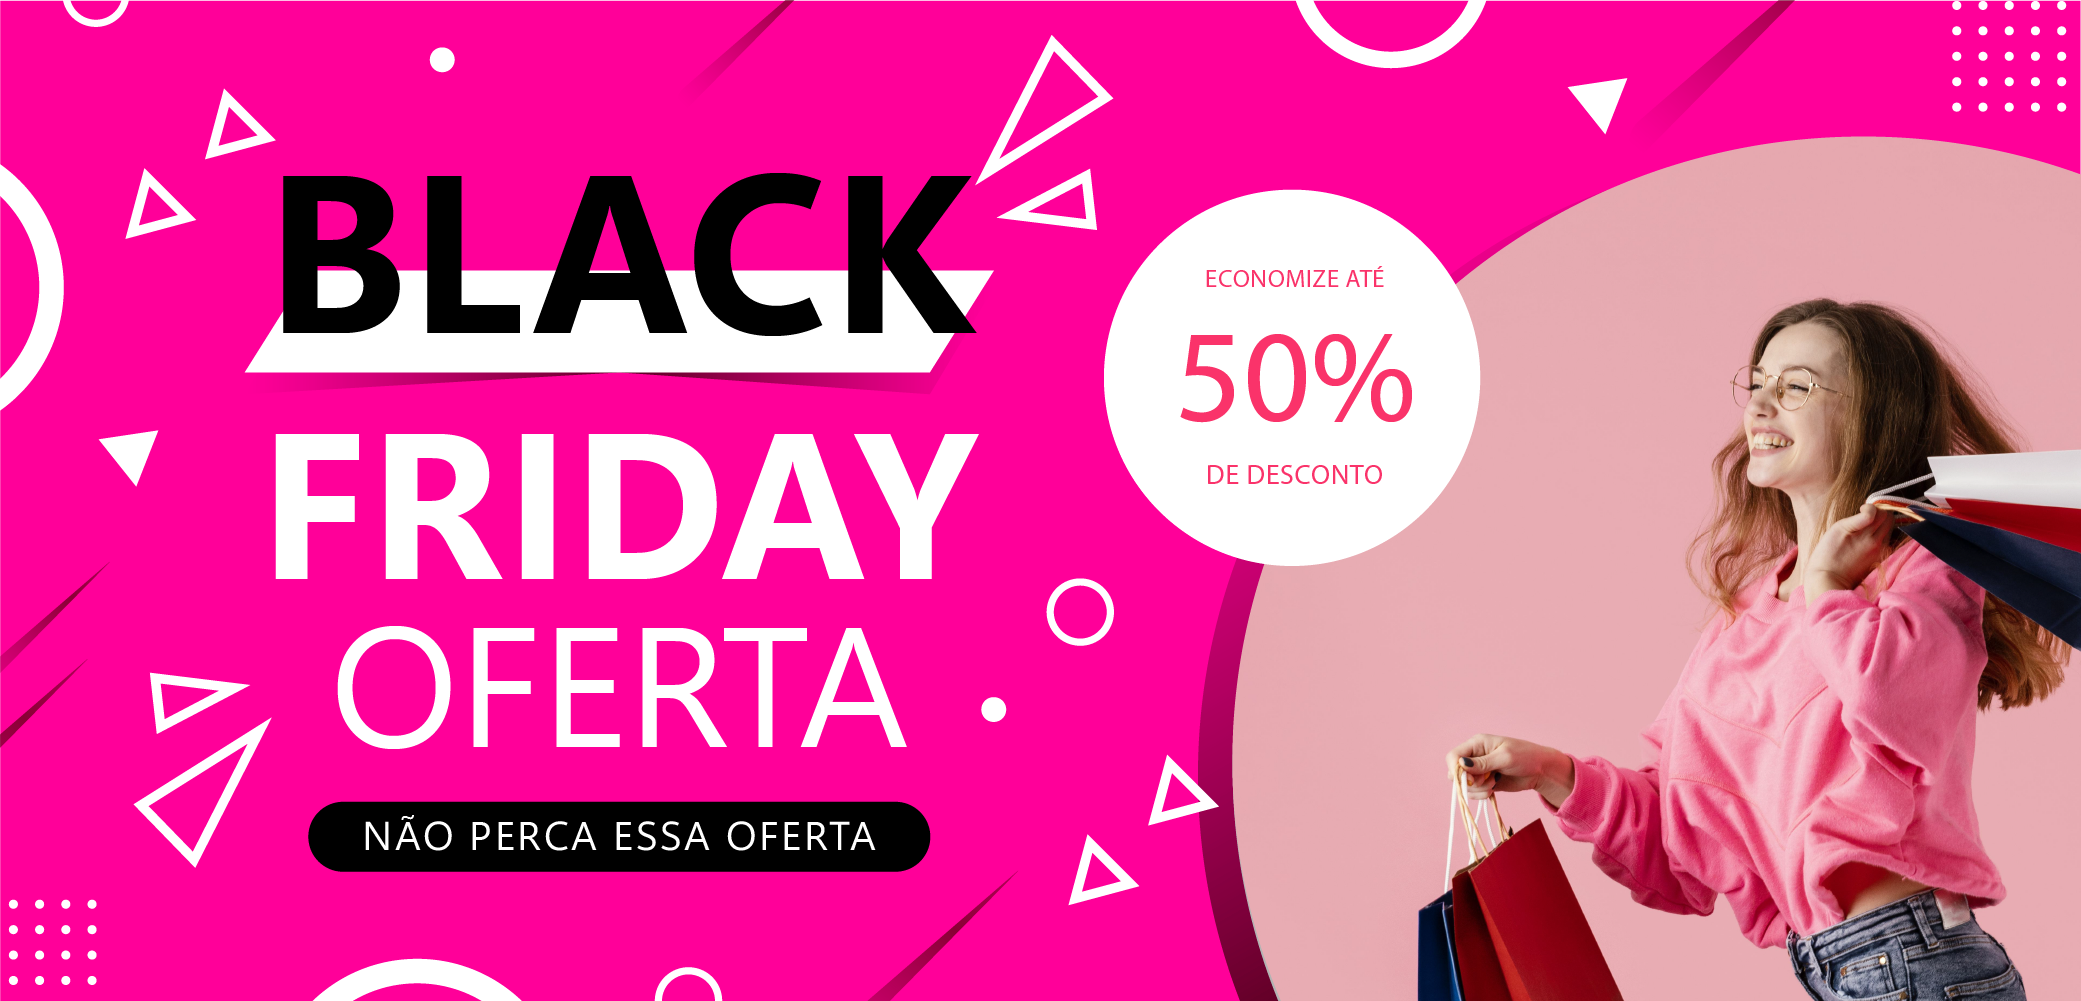 BLACK
FRIDAY
OFERTA
NÃO PERCA ESSA OFERTA
ECONOMIZE ATÉ
50%
DE DESCONTO